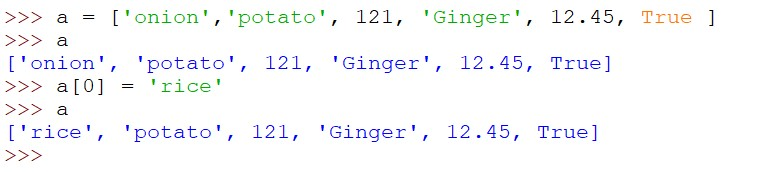 >>> a = ['onion','potato', 121, 'Ginger', 12.45, True ]
>>> a
['onion', 'potato', 121, 'Ginger', 12.45, True]
>>> a[0] = 'rice'
>>> a
['rice', 'potato', 121, 'Ginger', 12.45, True]
>>>